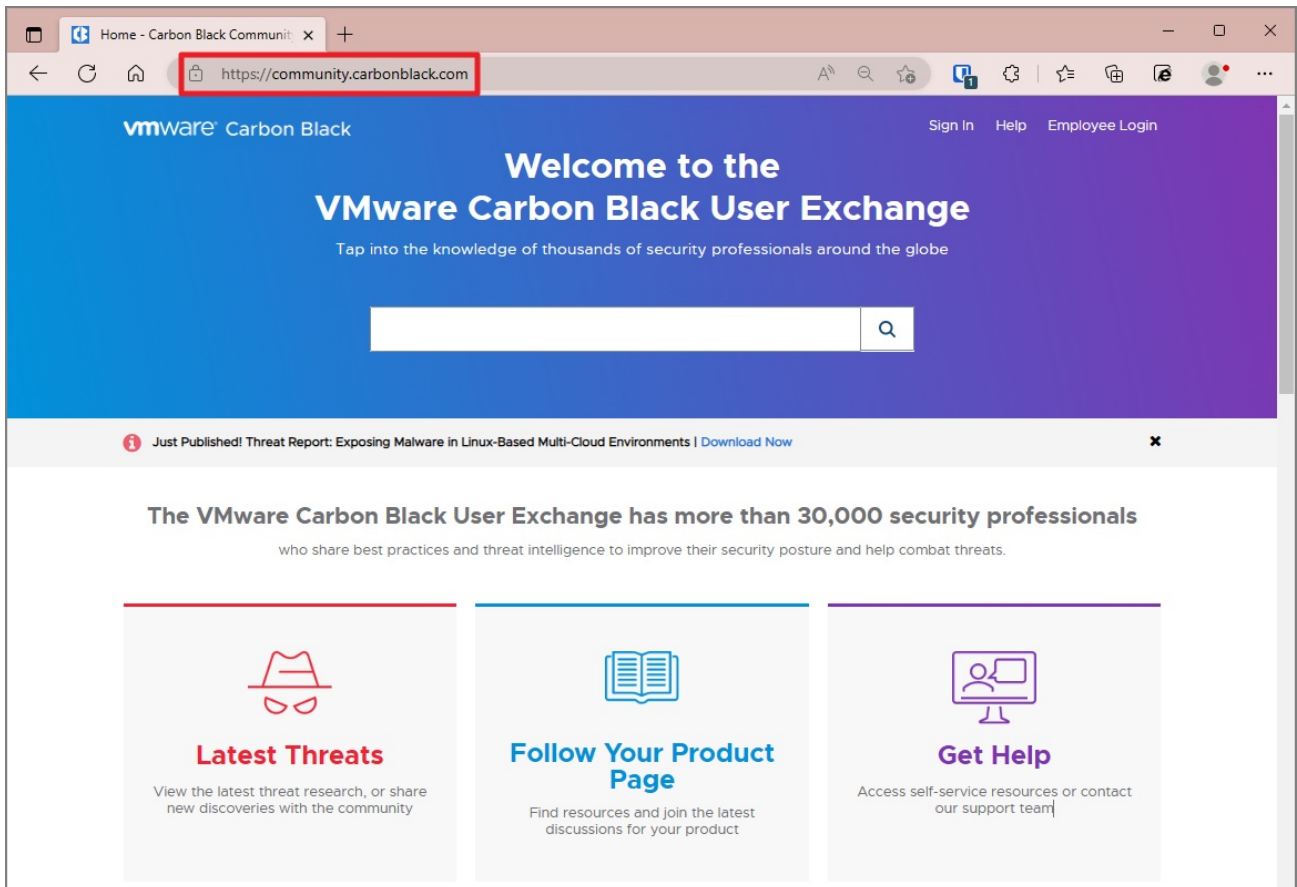 Home - Carbon Black Communit
https://community.carbonblack.com
1
vmware® Carbon Black
Sign In Help Employee Login
Welcome to the
VMware Carbon Black User Exchange
Tap into the knowledge of thousands of security professionals around the globe
Just Published! Threat Report: Exposing Malware in Linux-Based Multi-Cloud Environments | Download Now
The VMware Carbon Black User Exchange has more than 30,000 security professionals
who share best practices and threat intelligence to improve their security posture and help combat threats.
Latest Threats
View the latest threat research, or share
new discoveries with the community
Follow Your Product
Page
Find resources and join the latest
discussions for your product
Get Help
Access self-service resources or contact
our support team